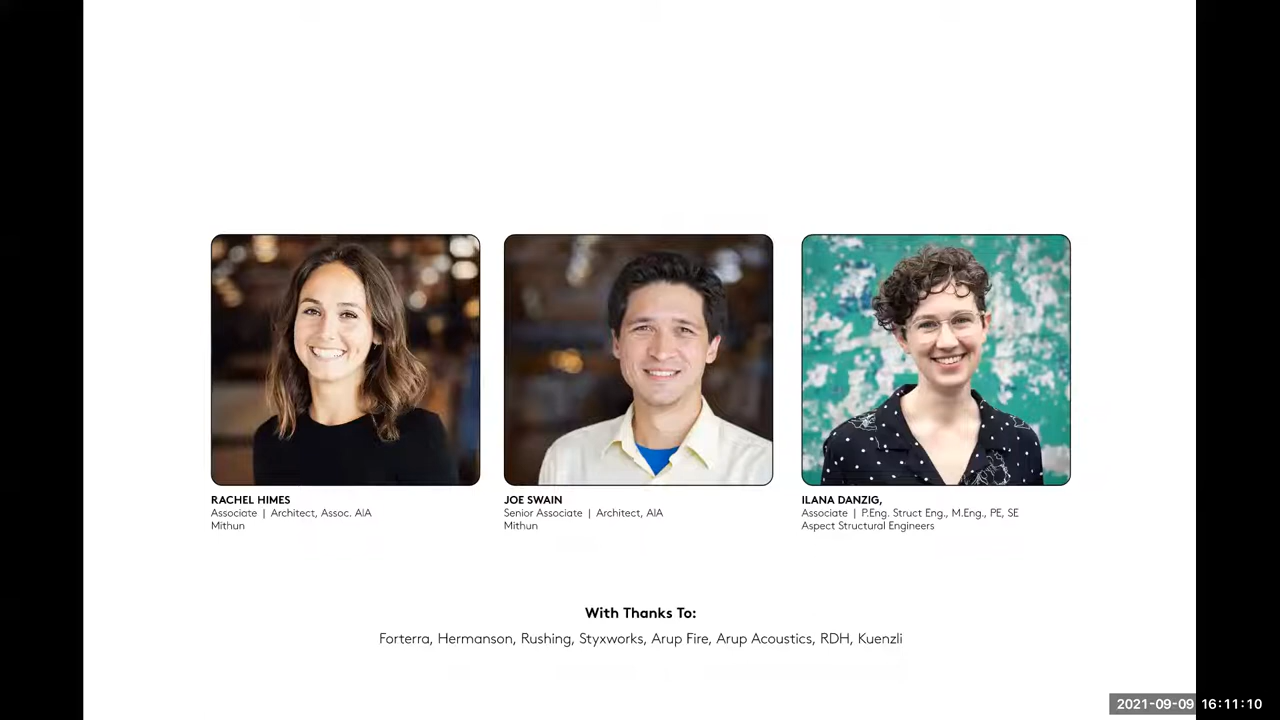 RACHEL HIMES
Associate | Architect, Assoc. AIA
Mithun
JOE SWAIN
Senior Associate | Architect, AIA
Mithun
ILANA DANZIG,
Associate | P.Eng. Struct Eng., M.Eng., PE, SE
Aspect Structural Engineers
With Thanks To:
Forterra, Hermanson, Rushing, Styxworks, Arup Fire, Arup Acoustics, RDH, Kuenzli
2021-09-09 16:11:10